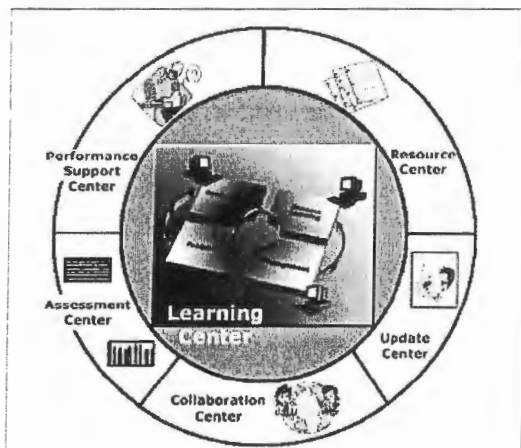 Performance
Support
Center
Resource
Center
Assessment
Center
Learning
Center
Update
Center
Collaboration
Center